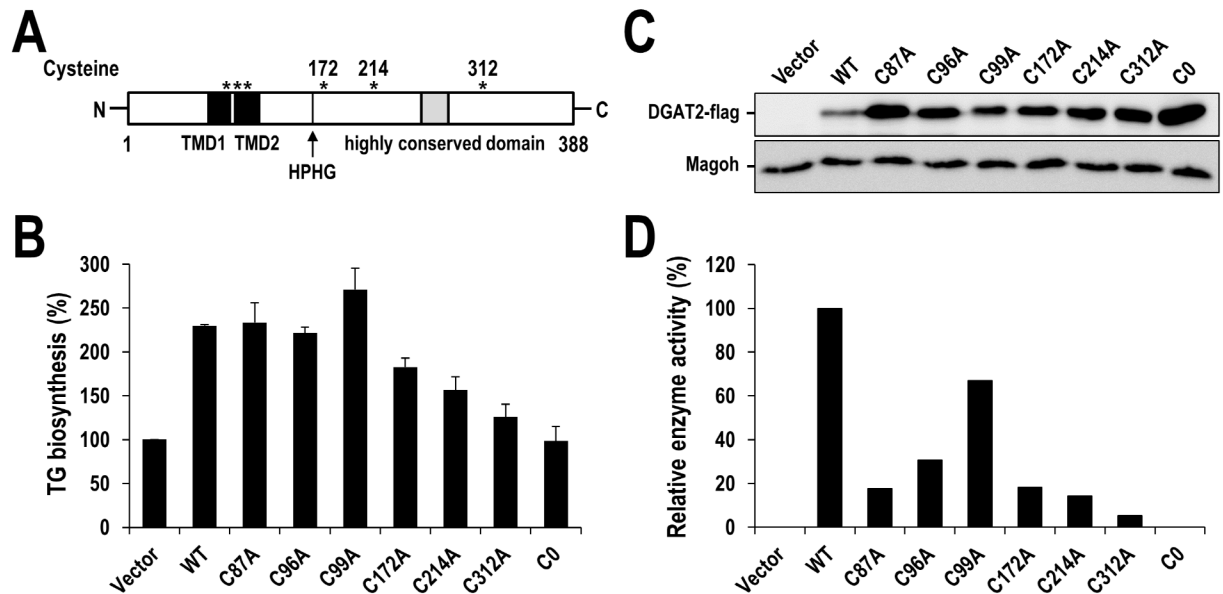 A
Cysteine
*** 172 214 312
* * *
N C
1 TMD1 TMD2 highly conserved domain 388
HPHG
B
TG biosynthesis (%)
300
250
200
150
100
50
0
Vector WT C87A C96A C99A C172A C214A C312A C0
C
Vector WT C87A C96A C99A C172A C214A C312A C0
DGAT2-flag
Magoh
D
Relative enzyme activity (%)
120
100
80
60
40
20
0
Vector WT C87A C96A C99A C172A C214A C312A C0